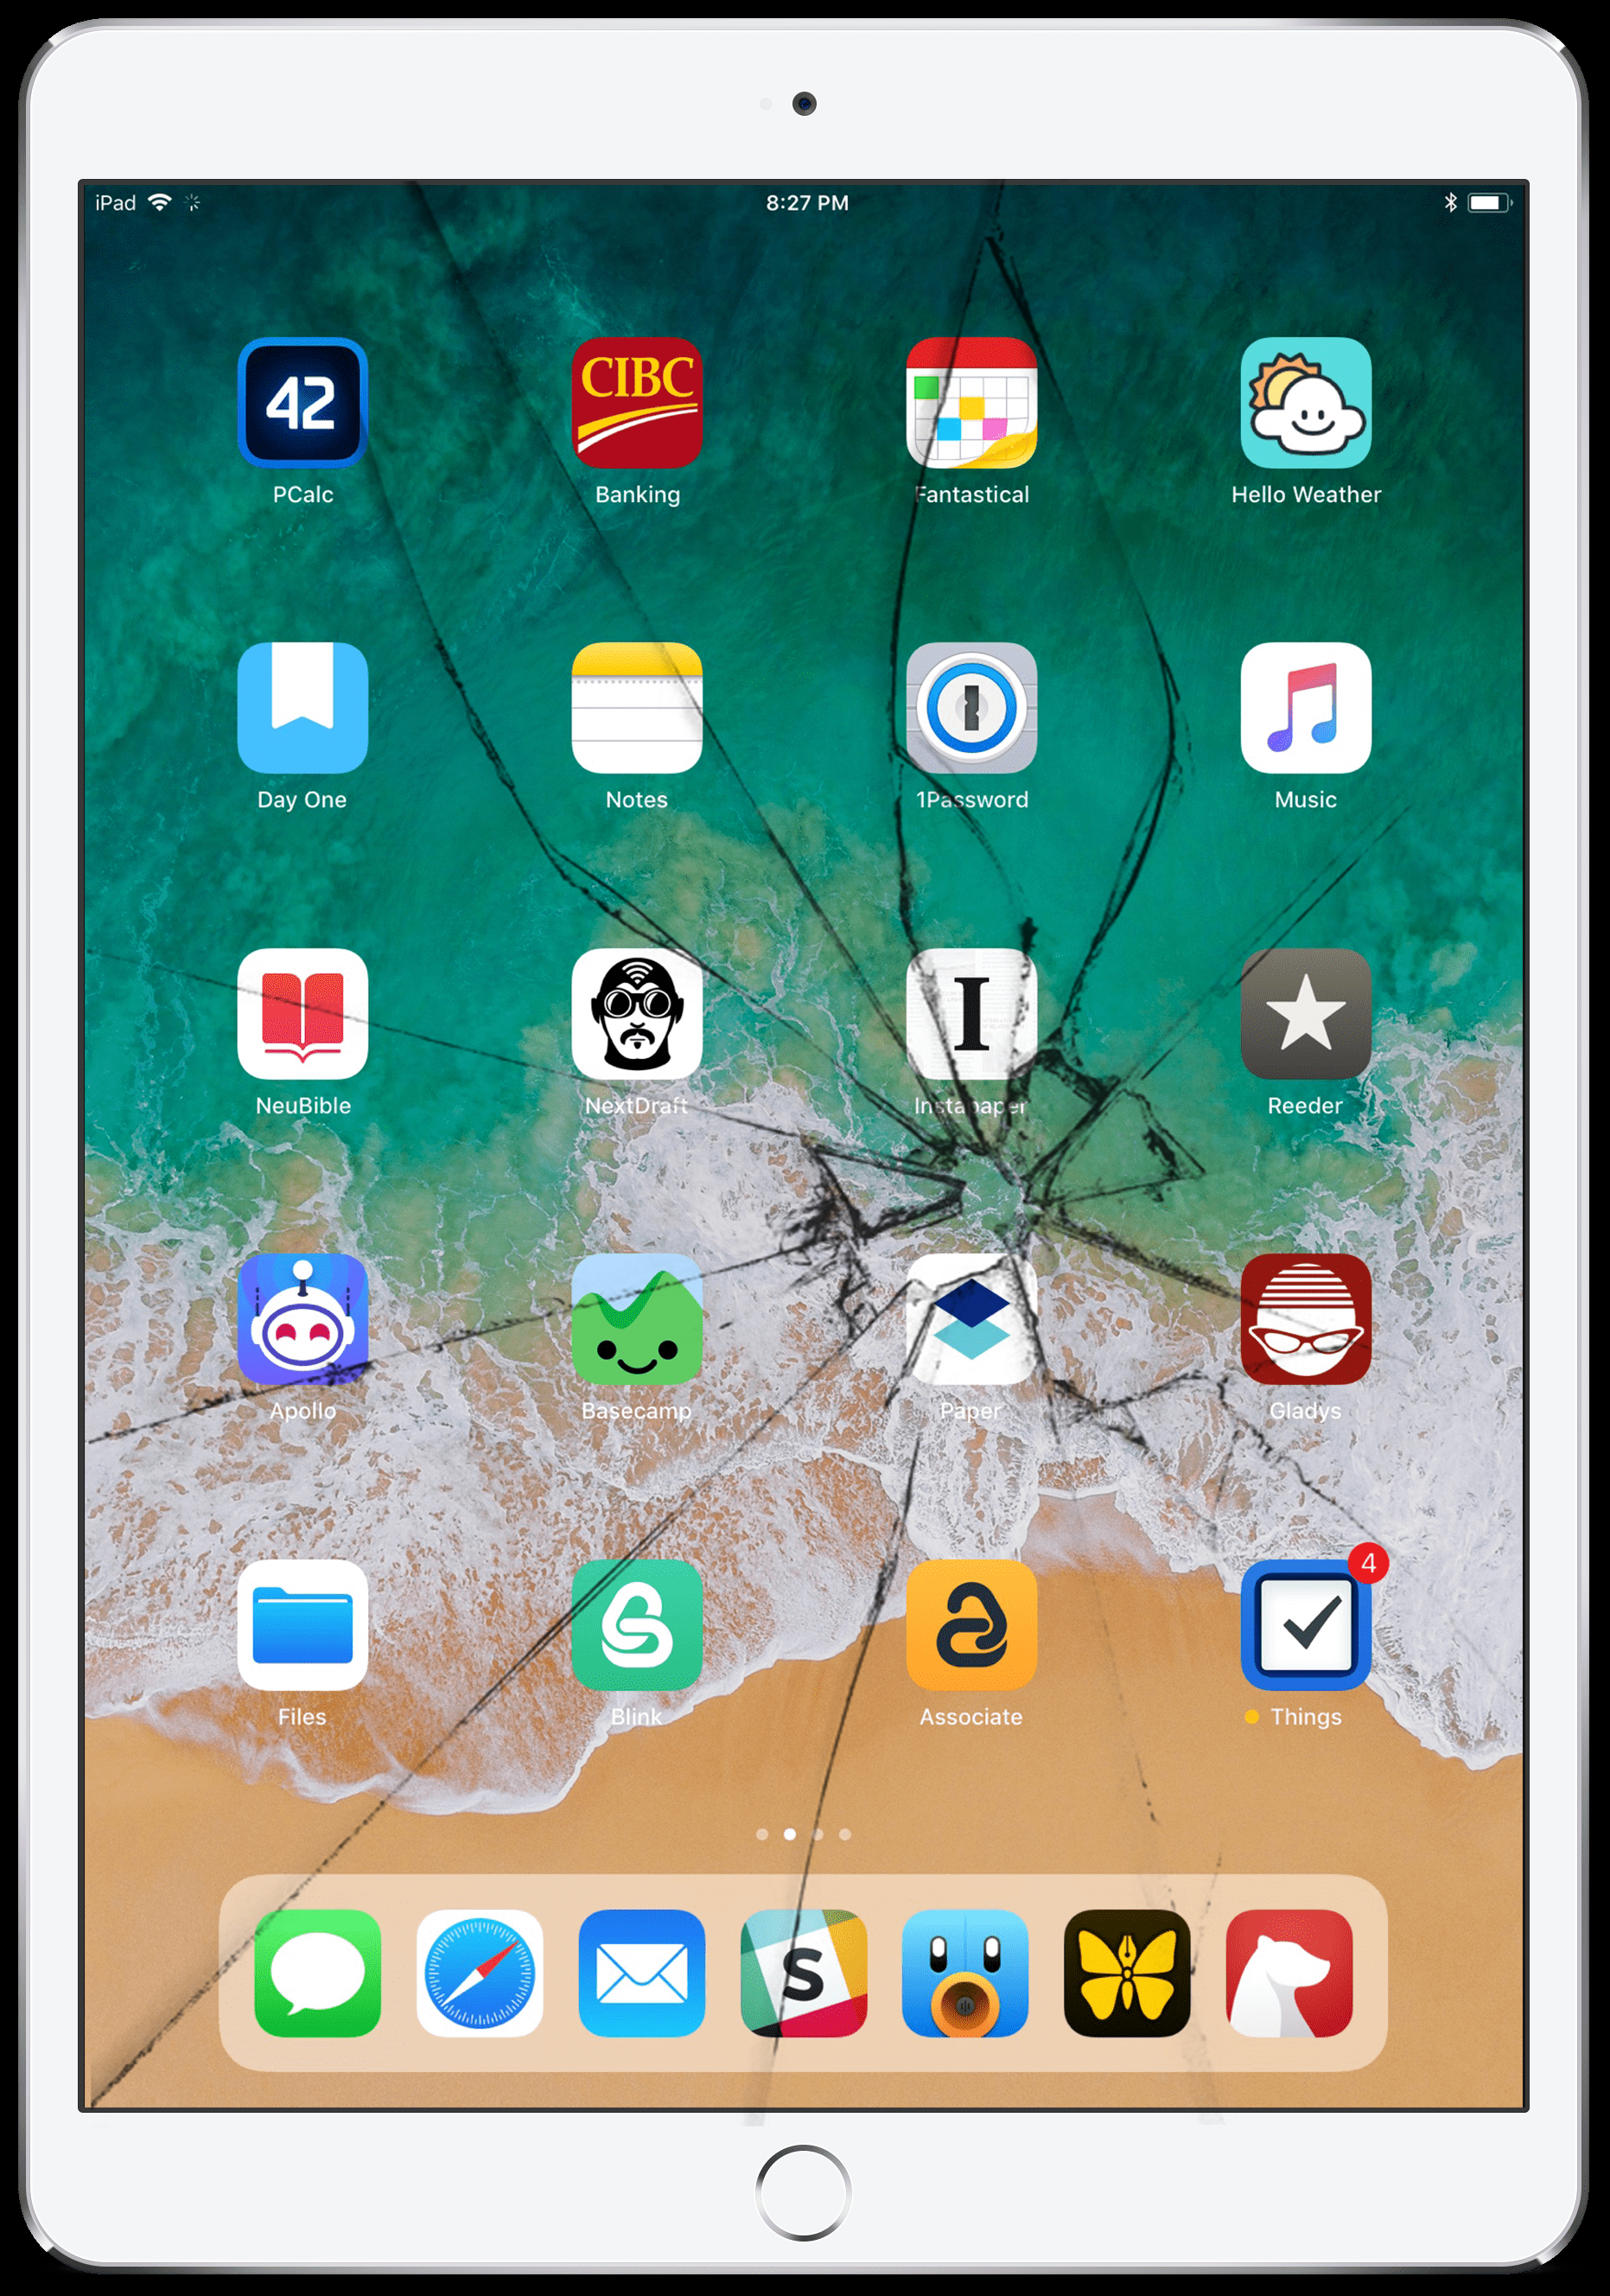 iPad 8:27 PM
42
CIBC
PCalc Banking Fantastical Hello Weather
Day One Notes 1Password Music
I
NeuBible NextDraft Instapaper Reeder
Apollo Basecamp Paper Gladys
4
Files Blink Associate Things
S